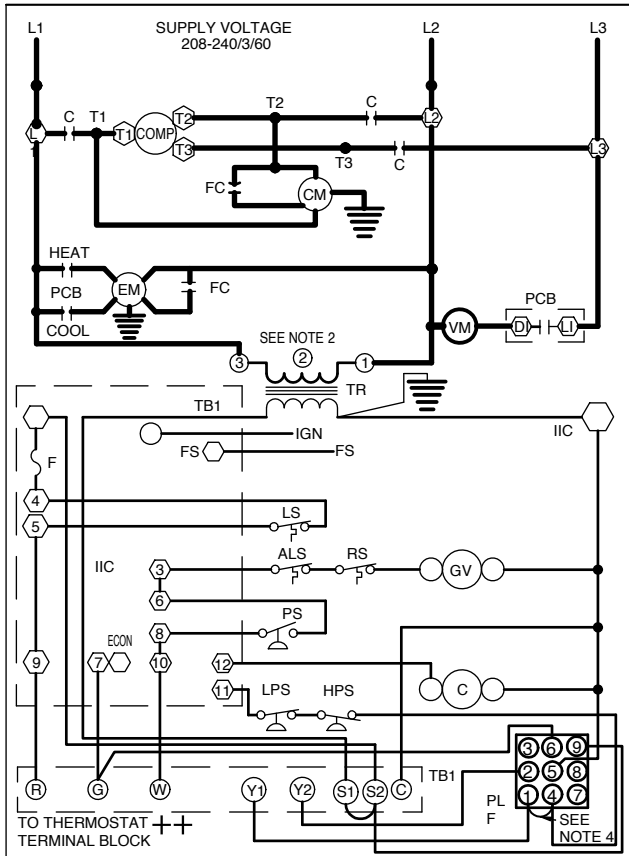 L1 SUPPLY VOLTAGE L2 L3
208-240/3/60
C T1 T2 C
L1 T1 COMP T2 L2
T3 T3 C L3
FC CM
HEAT
PCB EM FC PCB
COOL VM DI LI
SEE NOTE 2
3 2 1
TR
TB1 IIC
IGN
FS FS
F
4 LS
5
IIC 3 ALS RS GV
6
8 PS
ECON
9 7 10 12 C
11 LPS HPS
3 6 9
R G W Y1 Y2 S1 S2 C TB1 2 5 8
PL 1 4 7
F
TO THERMOSTAT ++ SEE
TERMINAL BLOCK NOTE 4